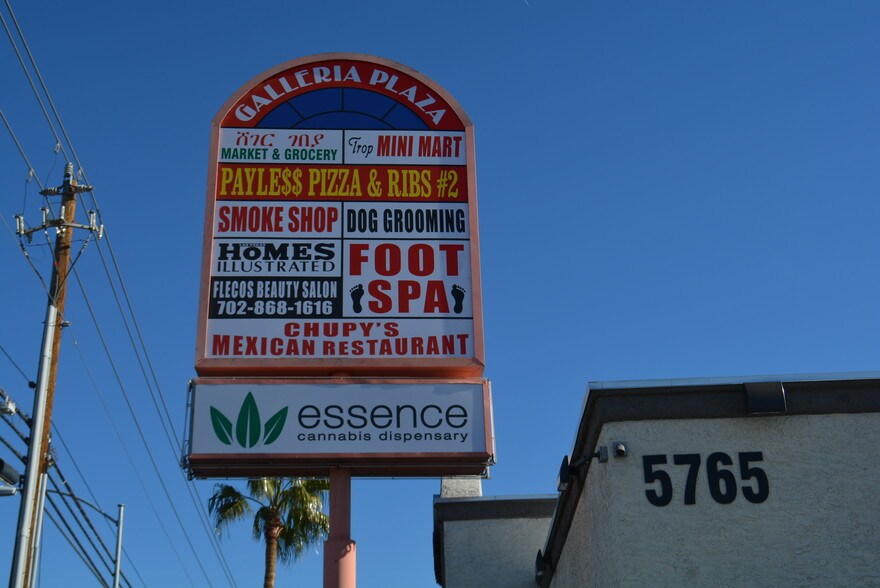 GALLERIA PLAZA
ሸገር ገበያ
MARKET & GROCERY
Trop MINI MART
PAYLE$$ PIZZA & RIBS #2
SMOKE SHOP
DOG GROOMING
HOMES
ILLUSTRATED
FOOT
SPA
FLECOS BEAUTY SALON
702-868-1616
CHUPY'S
MEXICAN RESTAURANT
essence
cannabis dispensary
5765